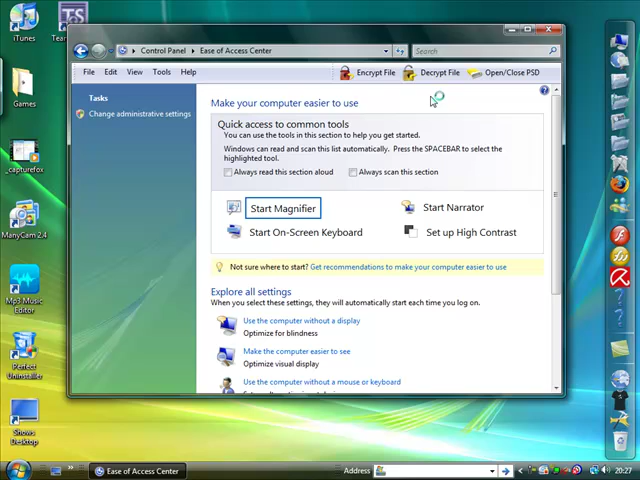 iTunes
Team
TS
Games
_capturefox
ManyCam 2.4
Mp3 Music
Editor
Perfect
Uninstaller
Shows
Desktop
Control Panel
Ease of Access Center
Search
File
Edit
View
Tools
Help
Encrypt File
Decrypt File
Open/Close PSD
Tasks
Change administrative settings
Make your computer easier to use
Quick access to common tools
You can use the tools in this section to help you get started.
Windows can read and scan this list automatically. Press the SPACEBAR to select the
highlighted tool.
Always read this section aloud
Always scan this section
Start Magnifier
Start Narrator
Start On-Screen Keyboard
Set up High Contrast
Not sure where to start? Get recommendations to make your computer easier to use
Explore all settings
When you select these settings, they will automatically start each time you log on.
Use the computer without a display
Optimize for blindness
Make the computer easier to see
Optimize visual display
Use the computer without a mouse or keyboard
Ease of Access Center
Address
20:27